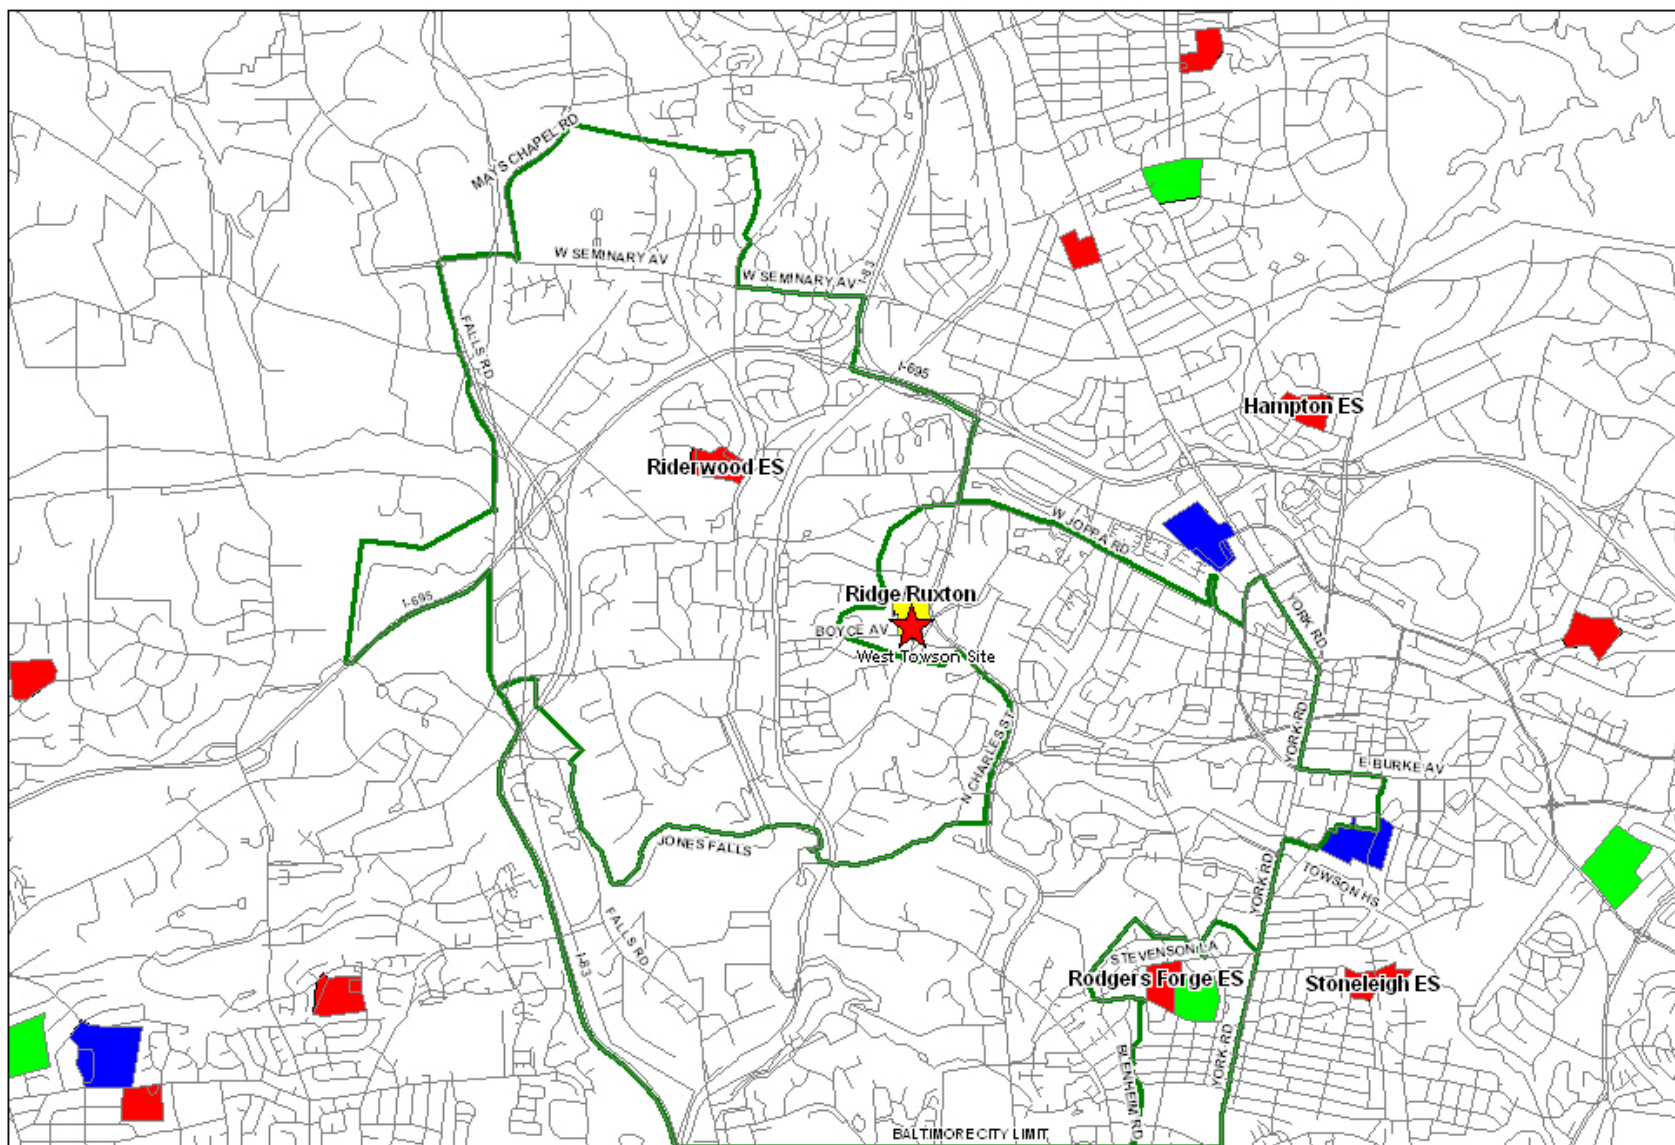 MAYS CHAPEL RD
W SEMINARY AV
W SEMINARY AV
I-83
FALLS RD
I-695
Hampton ES
Riderwood ES
W JOPPA RD
Ridge/Ruxton
I-695
BOYCE AV
YORK RD
West Towson Site
N CHARLES ST
YORK RD
E BURKE AV
JONES FALLS
YORK RD
TOWSON HS
FALLS RD
I-83
STEVENSON LA
Rodgers Forge ES
Stoneleigh ES
YORK RD
BLENHEIM RD
BALTIMORE CITY LIMIT